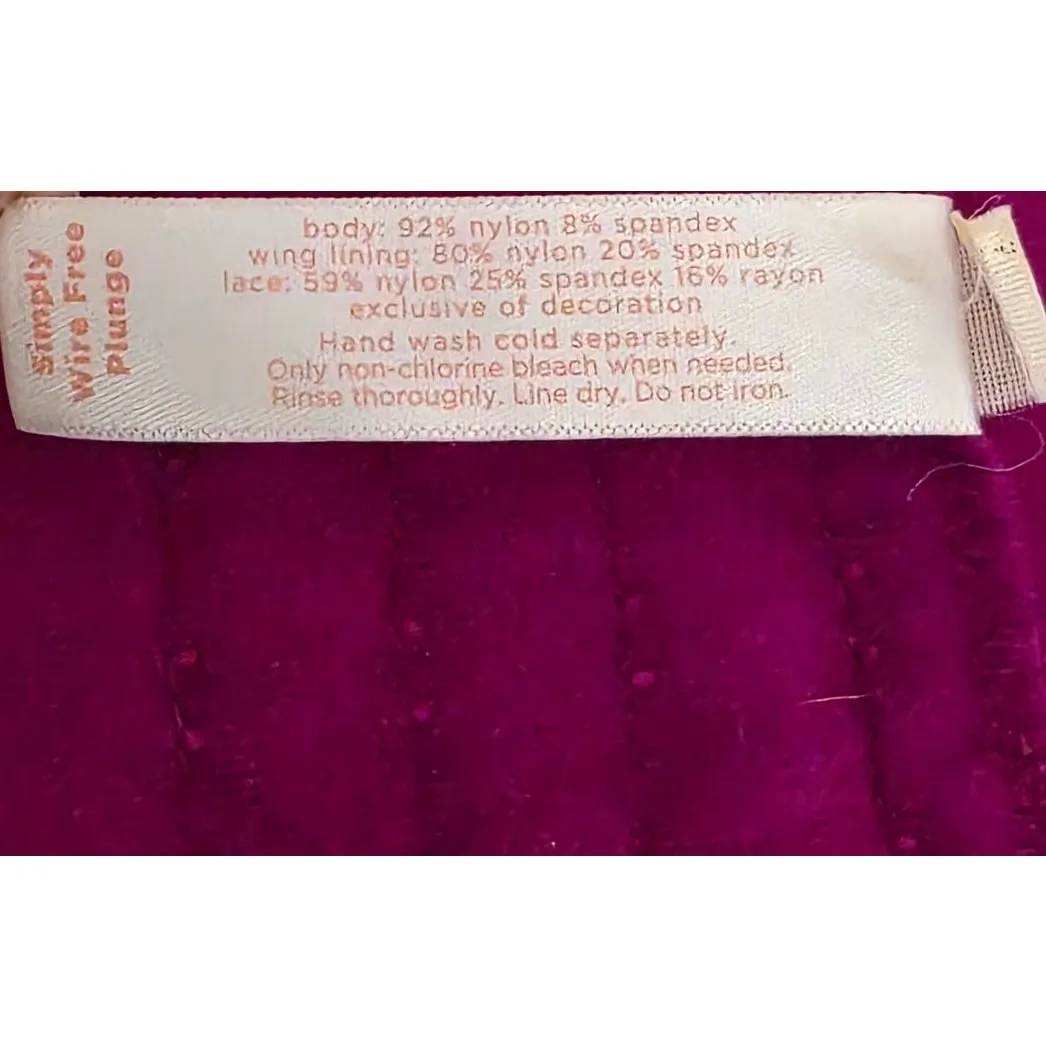 Simply
Wire Free
Plunge
body: 92% nylon 8% spandex
wing lining: 80% nylon 20% spandex
lace: 59% nylon 25% spandex 16% rayon
exclusive of decoration
Hand wash cold separately.
Only non-chlorine bleach when needed.
Rinse thoroughly. Line dry. Do not iron.